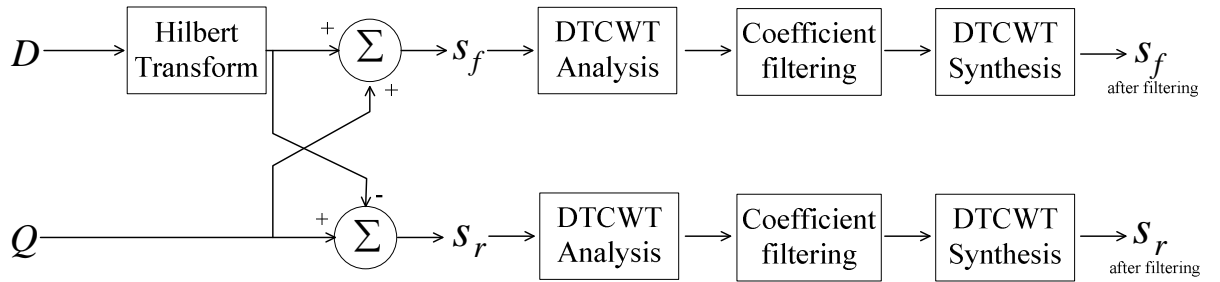 D
Hilbert
Transform
+
Σ
+
s_f
DTCWT
Analysis
Coefficient
filtering
DTCWT
Synthesis
s_f
after filtering
Q
+
-
Σ
s_r
DTCWT
Analysis
Coefficient
filtering
DTCWT
Synthesis
s_r
after filtering